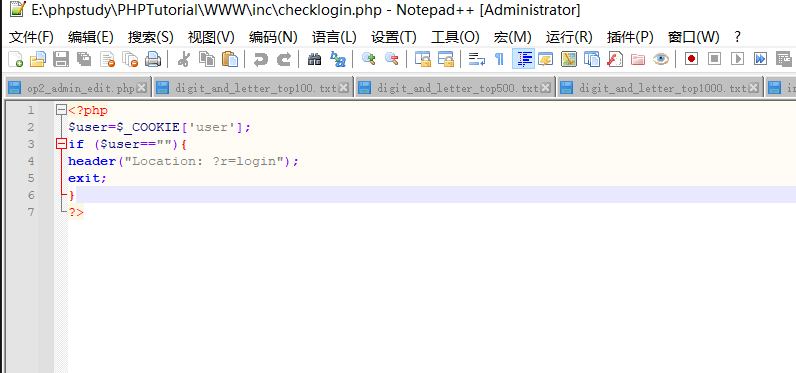 E:\phpstudy\PHPTutorial\WWW\inc\checklogin.php - Notepad++ [Administrator]
文件(F) 编辑(E) 搜索(S) 视图(V) 编码(N) 语言(L) 设置(T) 工具(O) 宏(M) 运行(R) 插件(P) 窗口(W) ?
op2_admin_edit.php digit_and_letter_top100.txt digit_and_letter_top500.txt digit_and_letter_top1000.txt in
1 <?php
2 $user=$_COOKIE['user'];
3 if ($user==""){
4 header("Location: ?r=login");
5 exit;
6 }
7 ?>